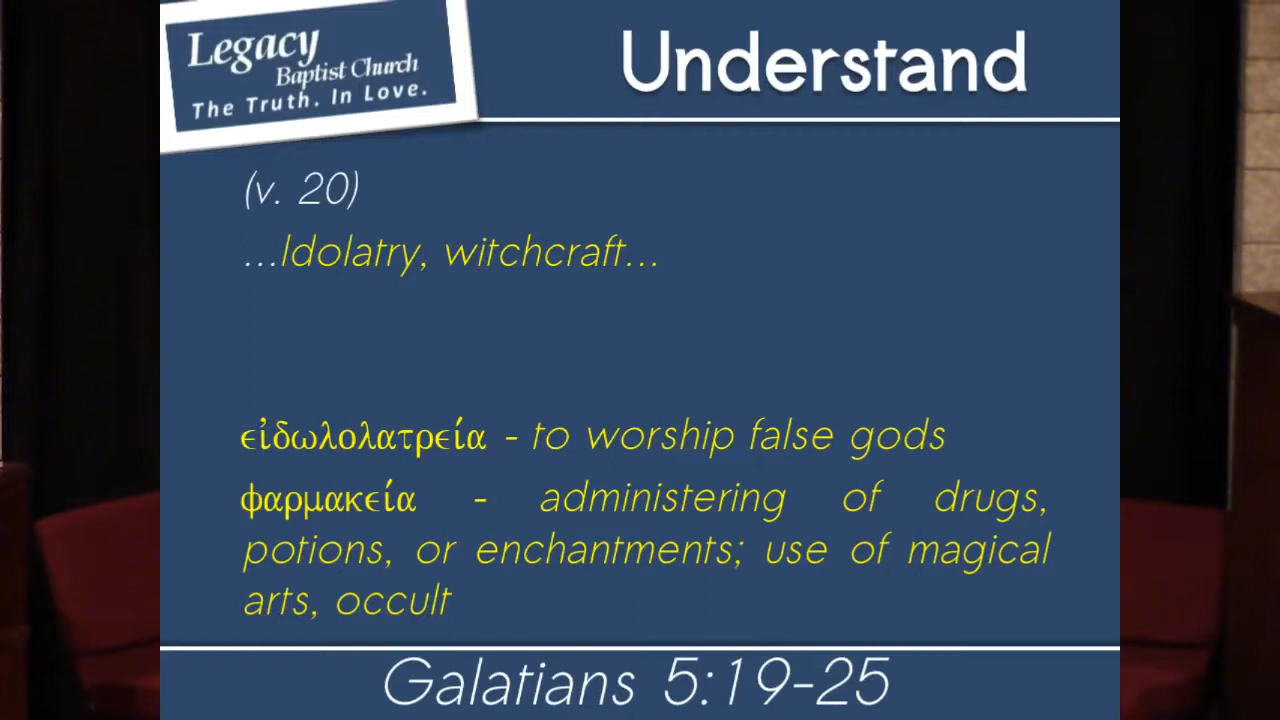 Legacy
Baptist Church
The Truth. In Love.
Understand
(v. 20)
...Idolatry, witchcraft...
εἰδωλολατρεία - to worship false gods
φαρμακεία - administering of drugs,
potions, or enchantments; use of magical
arts, occult
Galatians 5:19-25